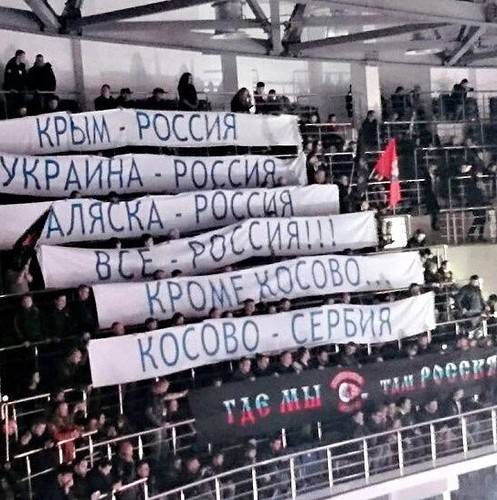 КРЫМ - РОССИЯ
УКРАИНА - РОССИЯ
АЛЯСКА - РОССИЯ
ВСЕ - РОССИЯ!!!
КРОМЕ КОСОВО...
КОСОВО - СЕРБИЯ
ГДЕ МЫ - ТАМ РОССИЯ